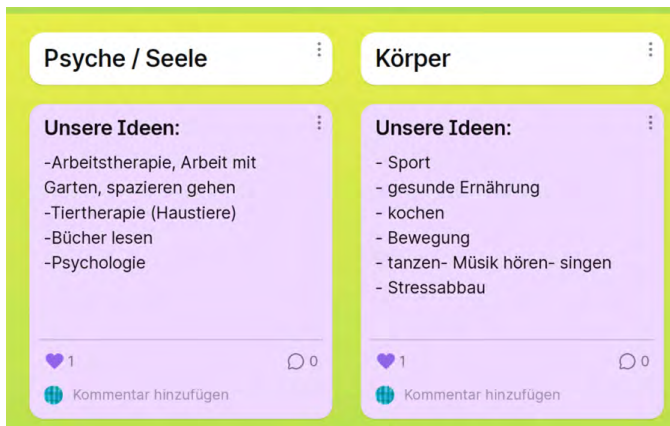 Psyche / Seele
Unsere Ideen:
-Arbeitstherapie, Arbeit mit
Garten, spazieren gehen
-Tiertherapie (Haustiere)
-Bücher lesen
-Psychologie
1
0
Kommentar hinzufügen
Körper
Unsere Ideen:
- Sport
- gesunde Ernährung
- kochen
- Bewegung
- tanzen- Müsik hören- singen
- Stressabbau
1
0
Kommentar hinzufügen